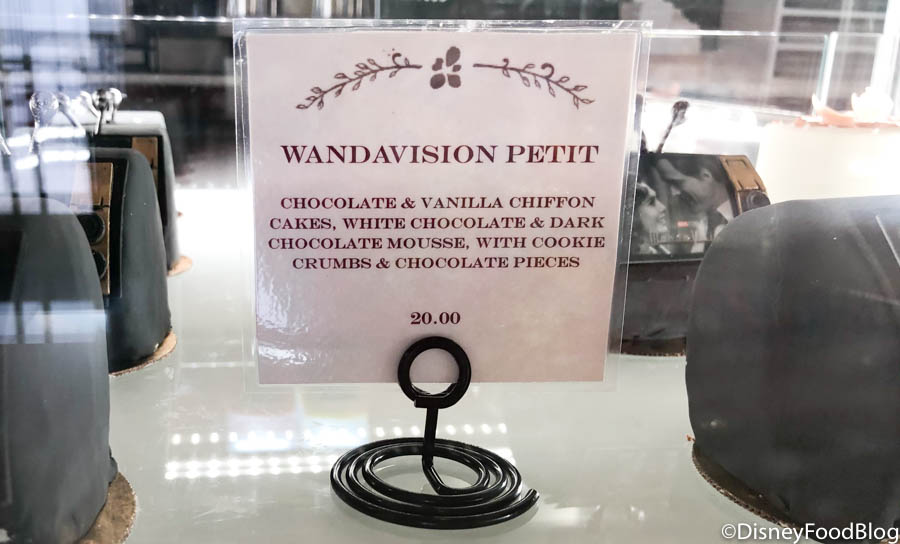 WANDAVISION PETIT
CHOCOLATE & VANILLA CHIFFON
CAKES, WHITE CHOCOLATE & DARK
CHOCOLATE MOUSSE, WITH COOKIE
CRUMBS & CHOCOLATE PIECES
20.00
©DisneyFoodBlog